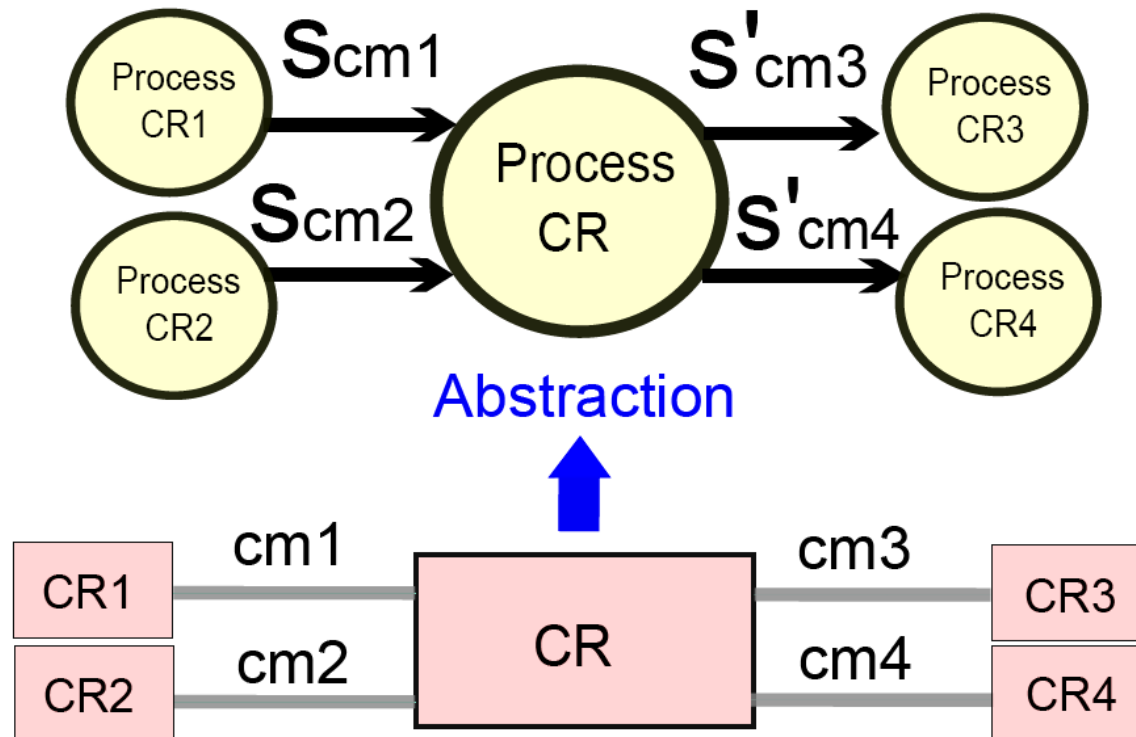 Process
CR1
Scm1
Process
CR
S'cm3
Process
CR3
Process
CR2
Scm2
S'cm4
Process
CR4
Abstraction
CR1
cm1
CR
cm3
CR3
CR2
cm2
cm4
CR4